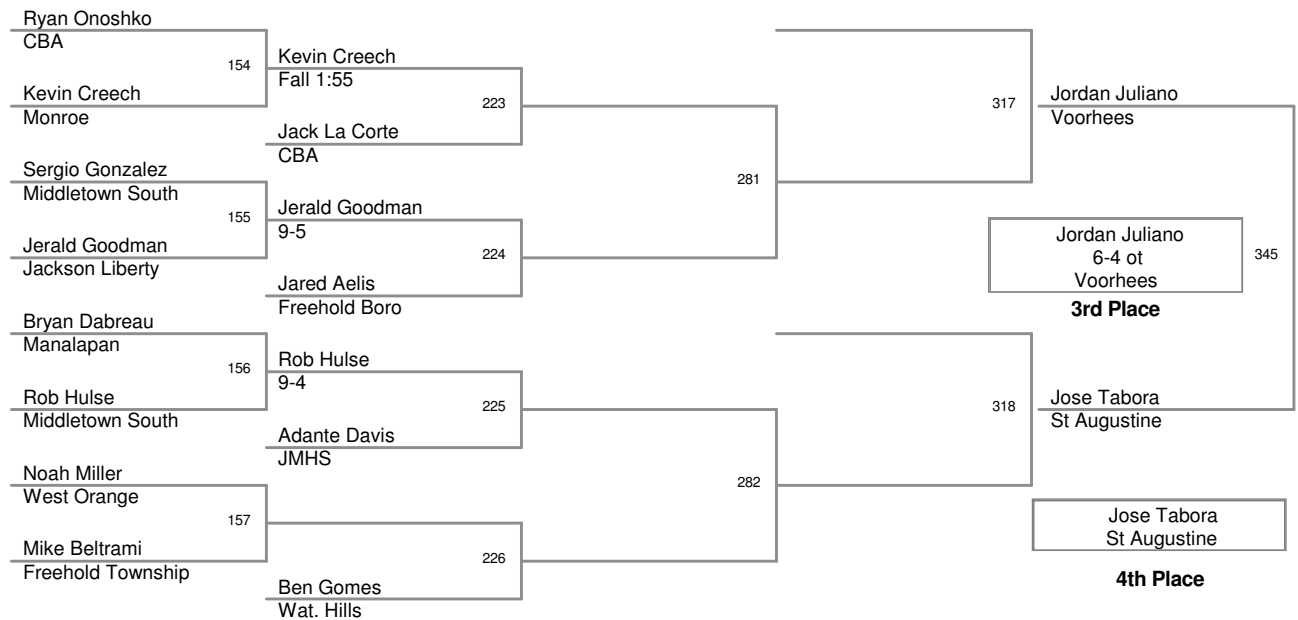 Ryan Onoshko
CBA
154
Kevin Creech
Monroe
Sergio Gonzalez
Middletown South
155
Jerald Goodman
Jackson Liberty
Bryan Dabreau
Manalapan
156
Rob Hulse
Middletown South
Noah Miller
West Orange
157
Mike Beltrami
Freehold Township
Kevin Creech
Fall 1:55
223
Jack La Corte
CBA
Jerald Goodman
9-5
224
Jared Aelis
Freehold Boro
Rob Hulse
9-4
225
Adante Davis
JMHS
226
Ben Gomes
Wat. Hills
281
282
317
318
Jordan Juliano
Voorhees
Jordan Juliano
6-4 ot
Voorhees
345
3rd Place
Jose Tabora
St Augustine
Jose Tabora
St Augustine
4th Place